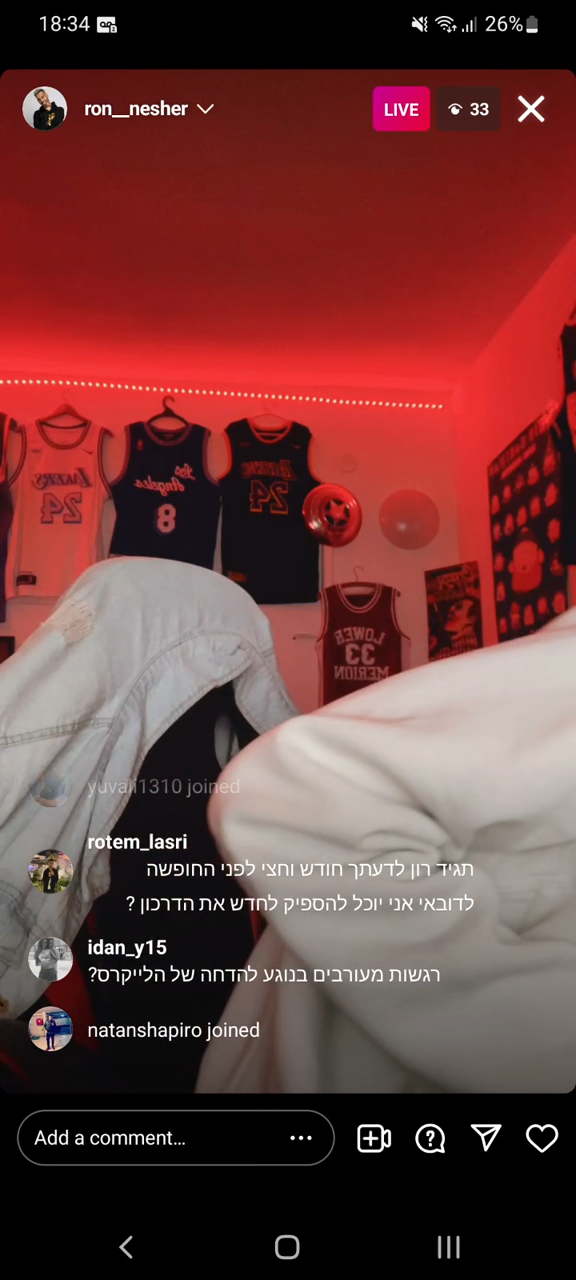 18:34
26%
ron__nesher
LIVE
33
LAKERS
24
Los
Angeles
8
24
LOWER
33
MERION
yuvali1310 joined
rotem_lasri
תגיד רון לדעתך חודש וחצי לפני החופשה
לדובאי אני יוכל להספיק לחדש את הדרכון ?
idan_y15
רגשות מעורבים בנוגע להדחה של הלייקרס?
natanshapiro joined
Add a comment…